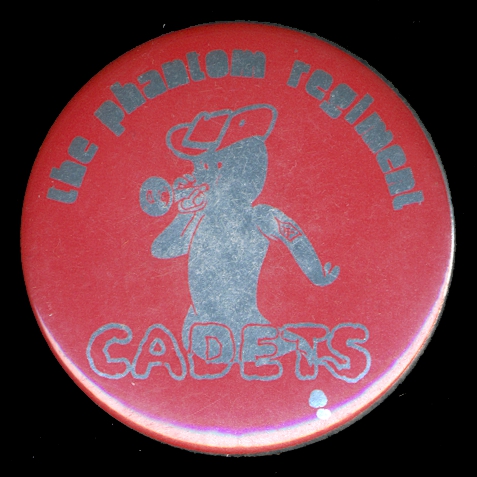 the phantom regiment
CADETS